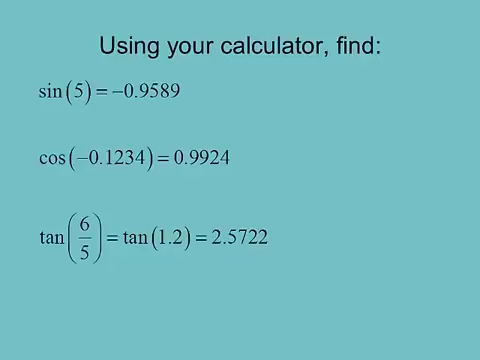 Using your calculator, find:
sin(5) = −0.9589
cos(−0.1234) = 0.9924
tan(6/5) = tan(1.2) = 2.5722